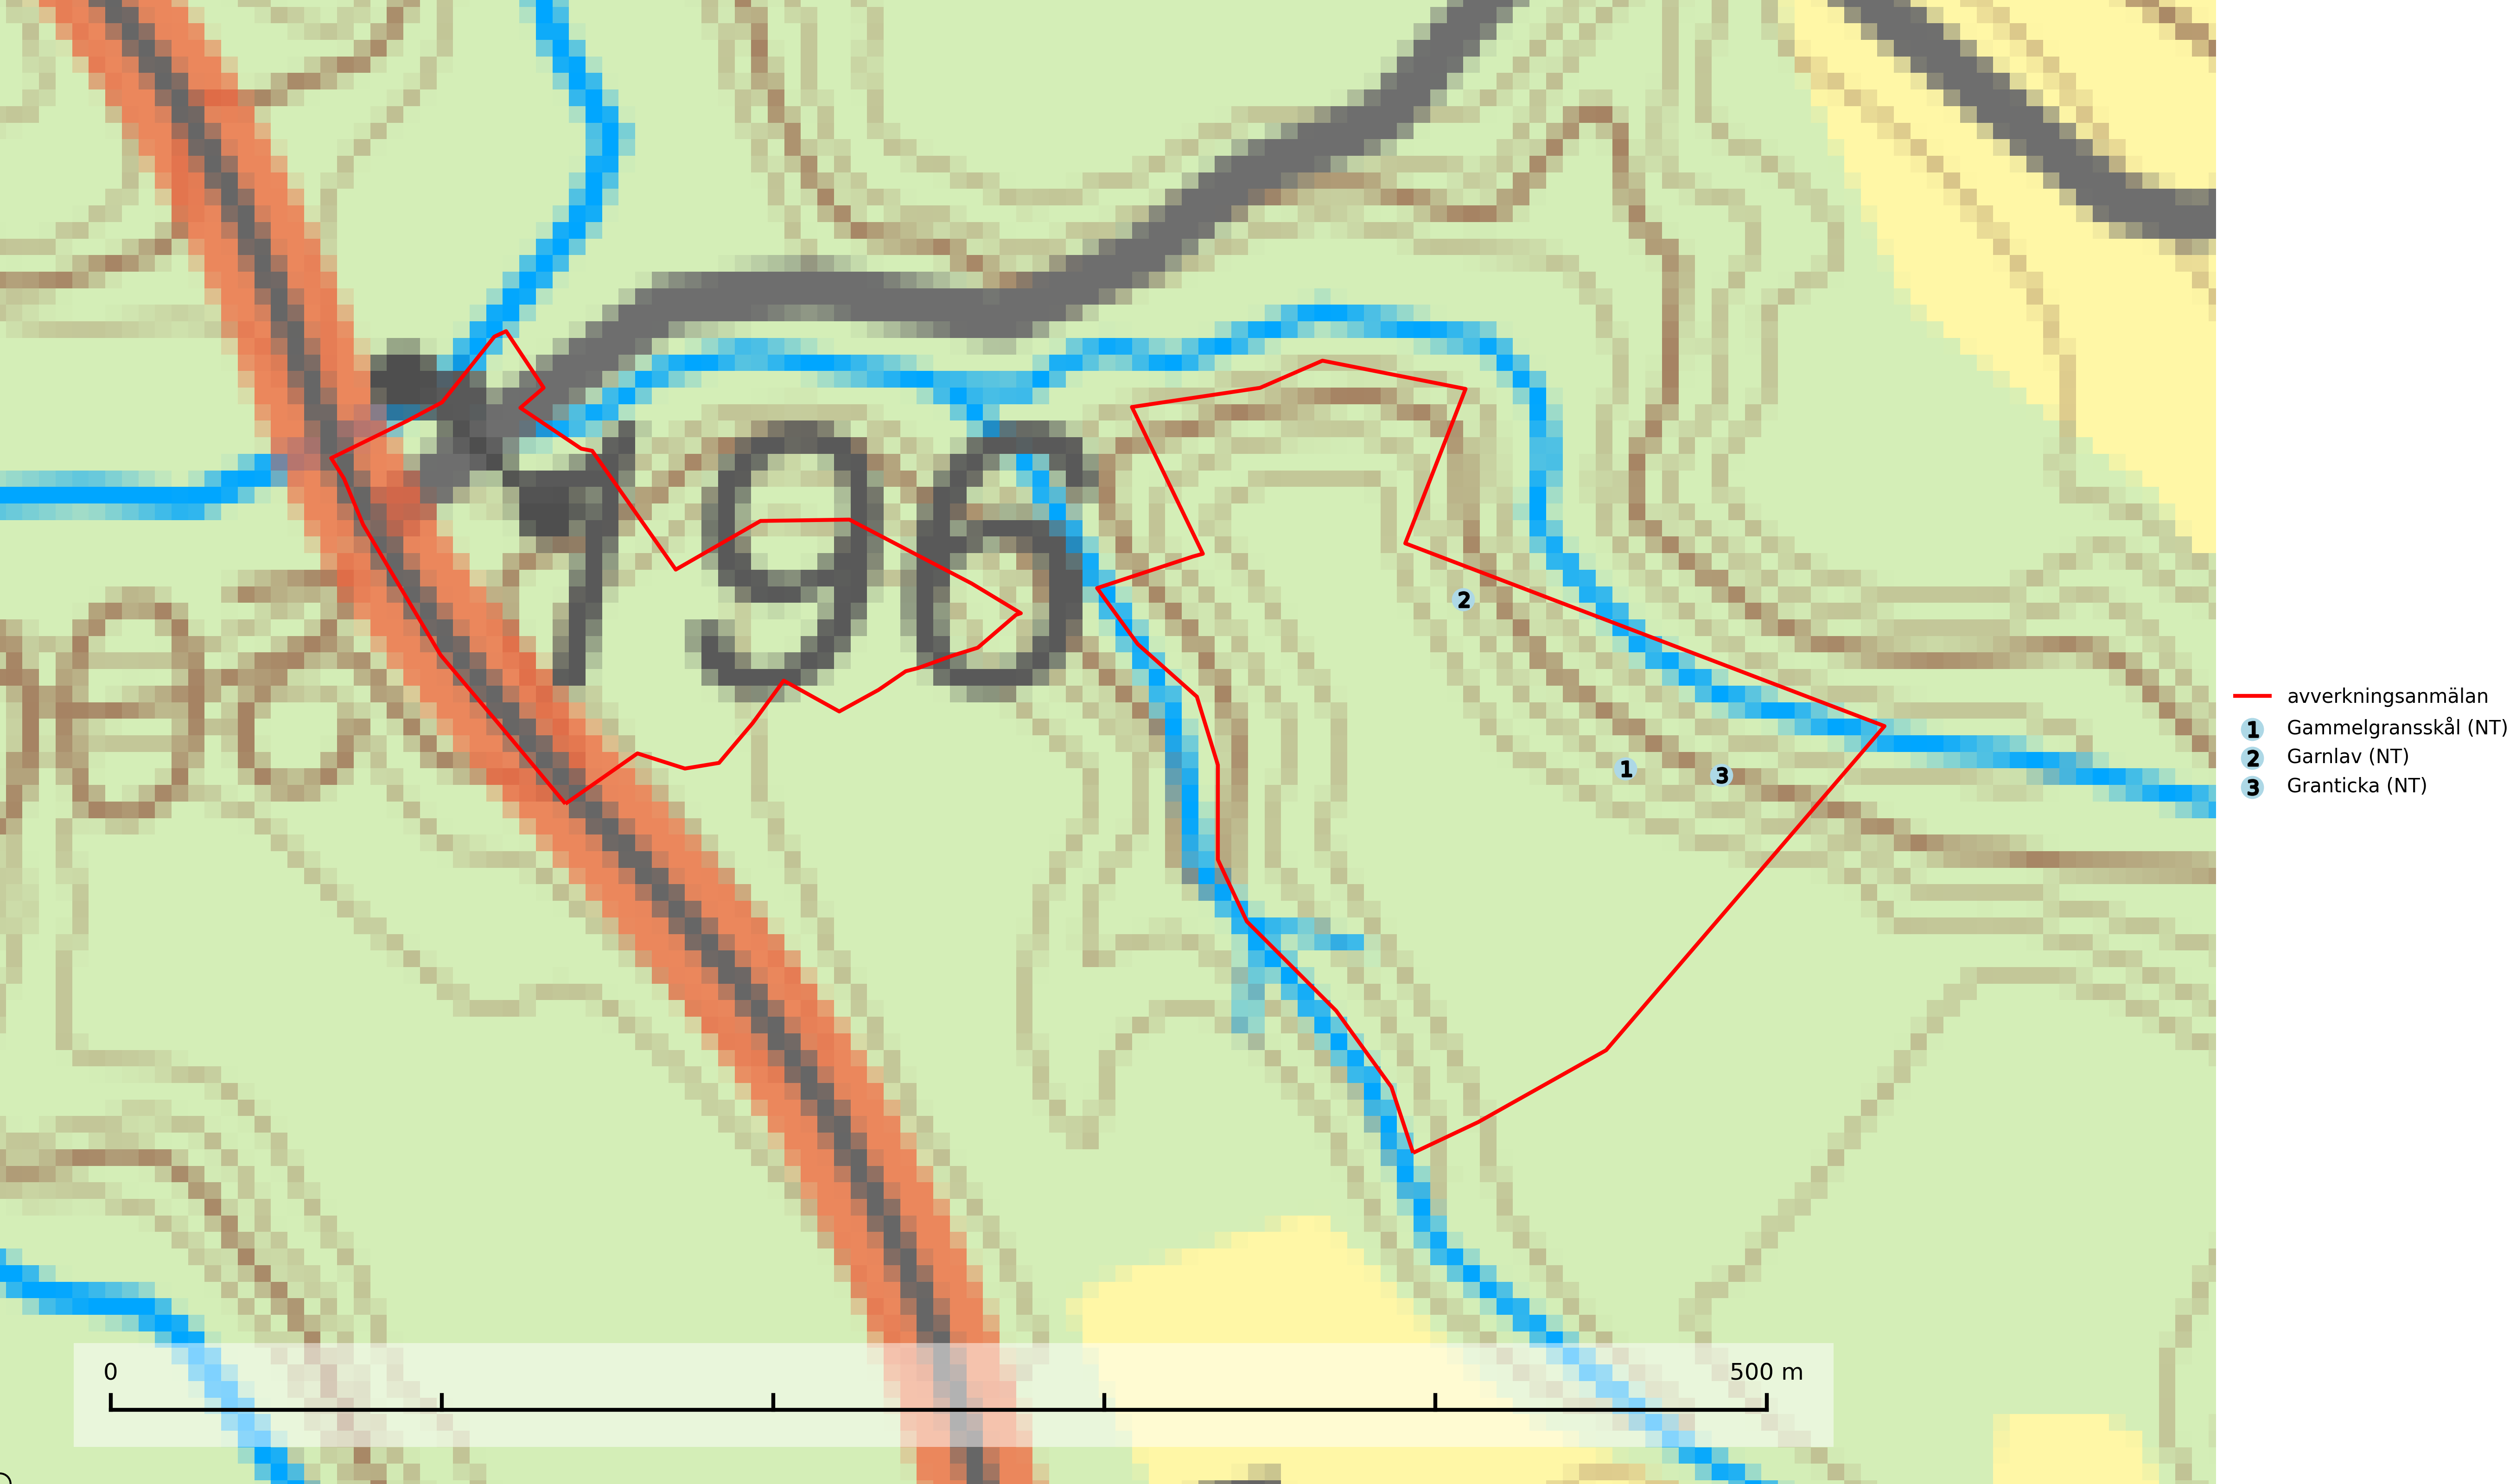 196
2
1
3
avverkningsanmälan
1 Gammelgransskål (NT)
2 Garnlav (NT)
3 Granticka (NT)
0 500 m